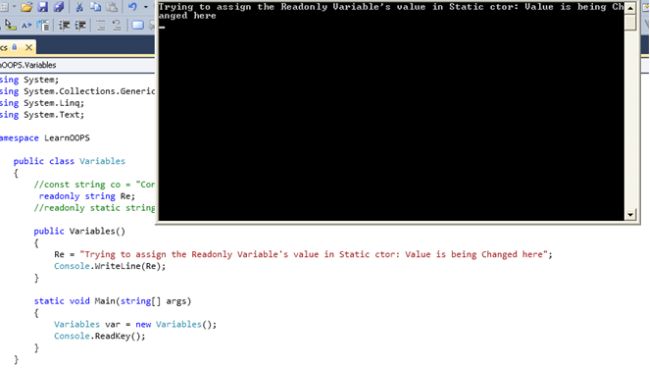 Trying to assign the Readonly Variable's value in Static ctor: Value is being Ch
anged here
cs
OOPS.Variables
sing System;
sing System.Collections.Generic
sing System.Linq;
sing System.Text;
amespace LearnOOPS
public class Variables
{
//const string co = "Con
readonly string Re;
//readonly static string
public Variables()
{
Re = "Trying to assign the Readonly Variable's value in Static ctor: Value is being Changed here";
Console.WriteLine(Re);
}
static void Main(string[] args)
{
Variables var = new Variables();
Console.ReadKey();
}
}